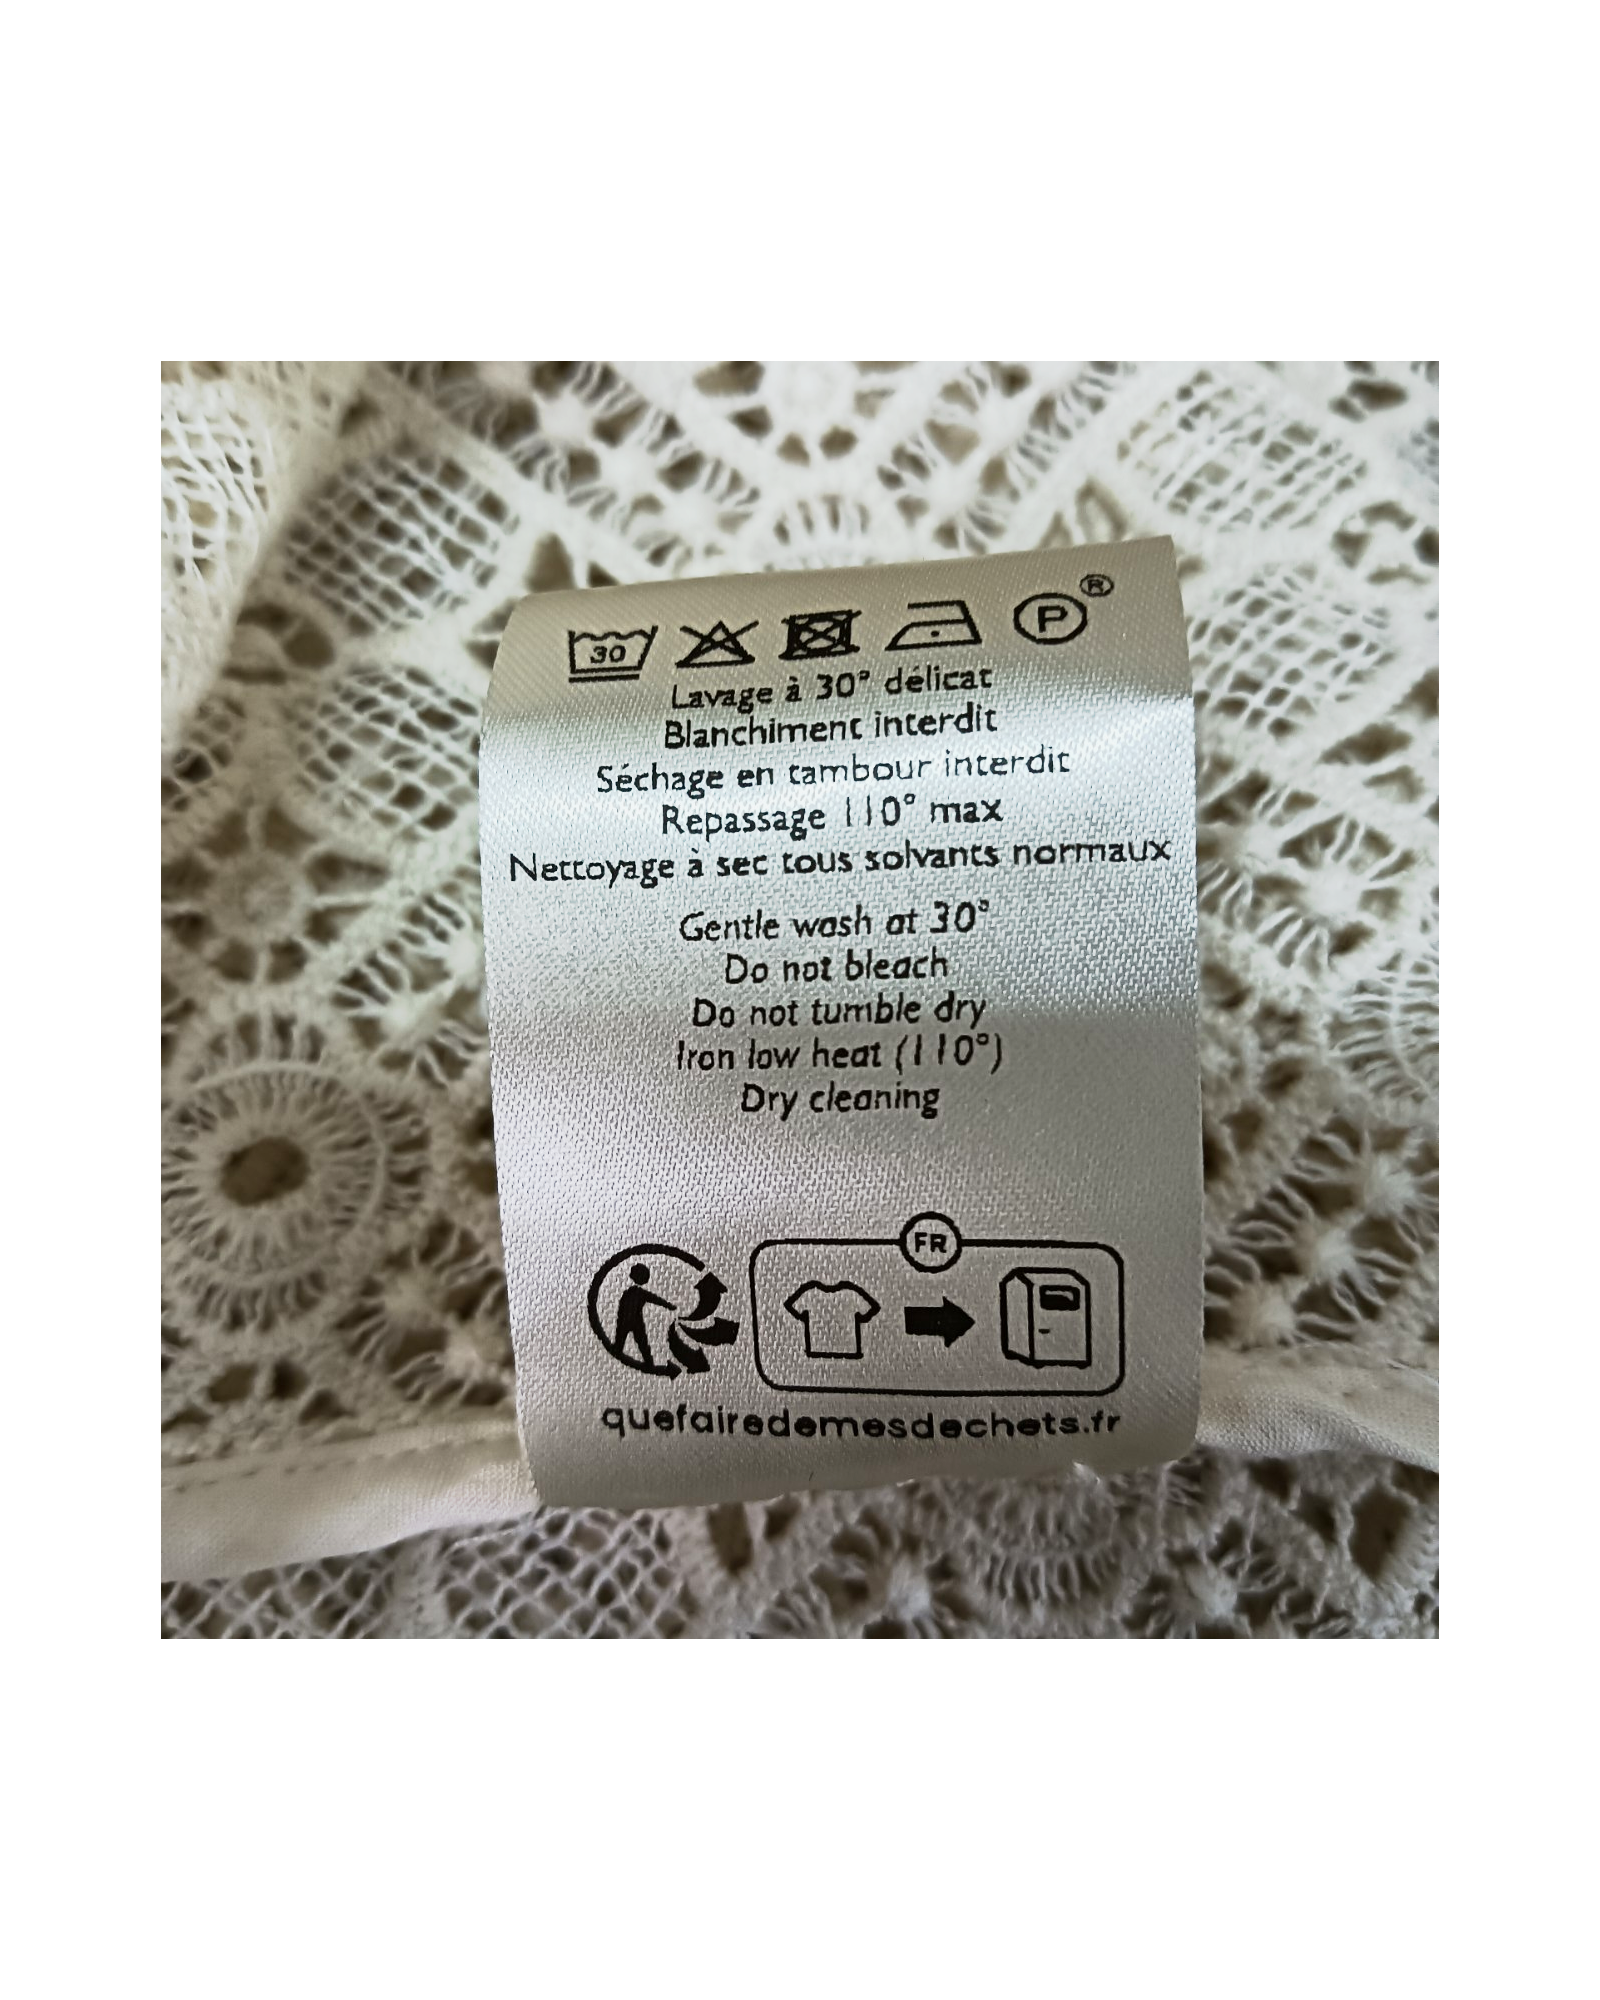 30 P ®
Lavage à 30° délicat
Blanchiment interdit
Séchage en tambour interdit
Repassage 110° max
Nettoyage à sec tous solvants normaux
Gentle wash at 30°
Do not bleach
Do not tumble dry
Iron low heat (110°)
Dry cleaning
FR
quefairedemesdechets.fr